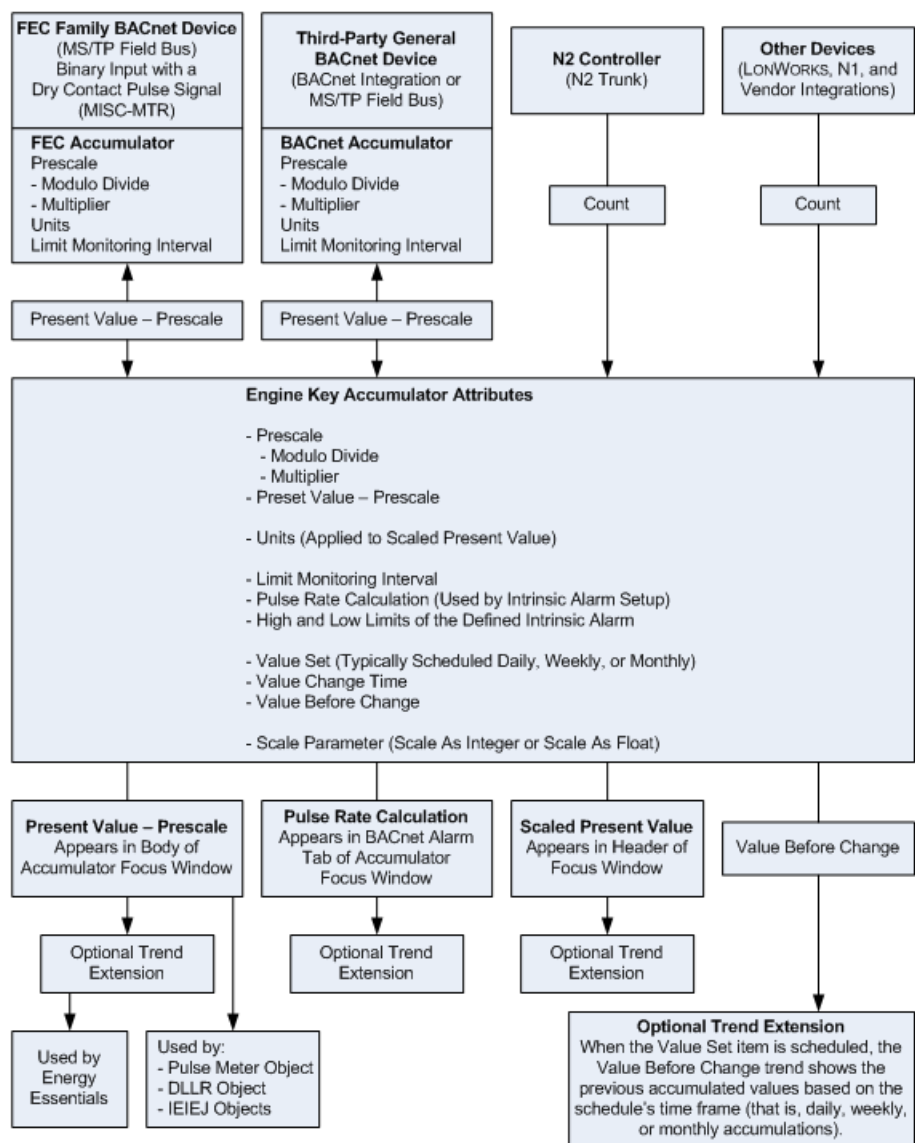 FEC Family BACnet Device
(MS/TP Field Bus)
Binary Input with a
Dry Contact Pulse Signal
(MISC-MTR)
FEC Accumulator
Prescale
- Modulo Divide
- Multiplier
Units
Limit Monitoring Interval
Third-Party General
BACnet Device
(BACnet Integration or
MS/TP Field Bus)
BACnet Accumulator
Prescale
- Modulo Divide
- Multiplier
Units
Limit Monitoring Interval
N2 Controller
(N2 Trunk)
Other Devices
(LONWORKS, N1, and
Vendor Integrations)
Count
Count
Present Value – Prescale
Present Value – Prescale
Engine Key Accumulator Attributes
- Prescale
- Modulo Divide
- Multiplier
- Preset Value – Prescale
- Units (Applied to Scaled Present Value)
- Limit Monitoring Interval
- Pulse Rate Calculation (Used by Intrinsic Alarm Setup)
- High and Low Limits of the Defined Intrinsic Alarm
- Value Set (Typically Scheduled Daily, Weekly, or Monthly)
- Value Change Time
- Value Before Change
- Scale Parameter (Scale As Integer or Scale As Float)
Present Value – Prescale
Appears in Body of
Accumulator Focus Window
Pulse Rate Calculation
Appears in BACnet Alarm
Tab of Accumulator
Focus Window
Scaled Present Value
Appears in Header of
Focus Window
Value Before Change
Optional Trend
Extension
Optional Trend
Extension
Optional Trend
Extension
Used by
Energy
Essentials
Used by:
- Pulse Meter Object
- DLLR Object
- IEIEJ Objects
Optional Trend Extension
When the Value Set item is scheduled, the
Value Before Change trend shows the
previous accumulated values based on the
schedule's time frame (that is, daily, weekly,
or monthly accumulations).